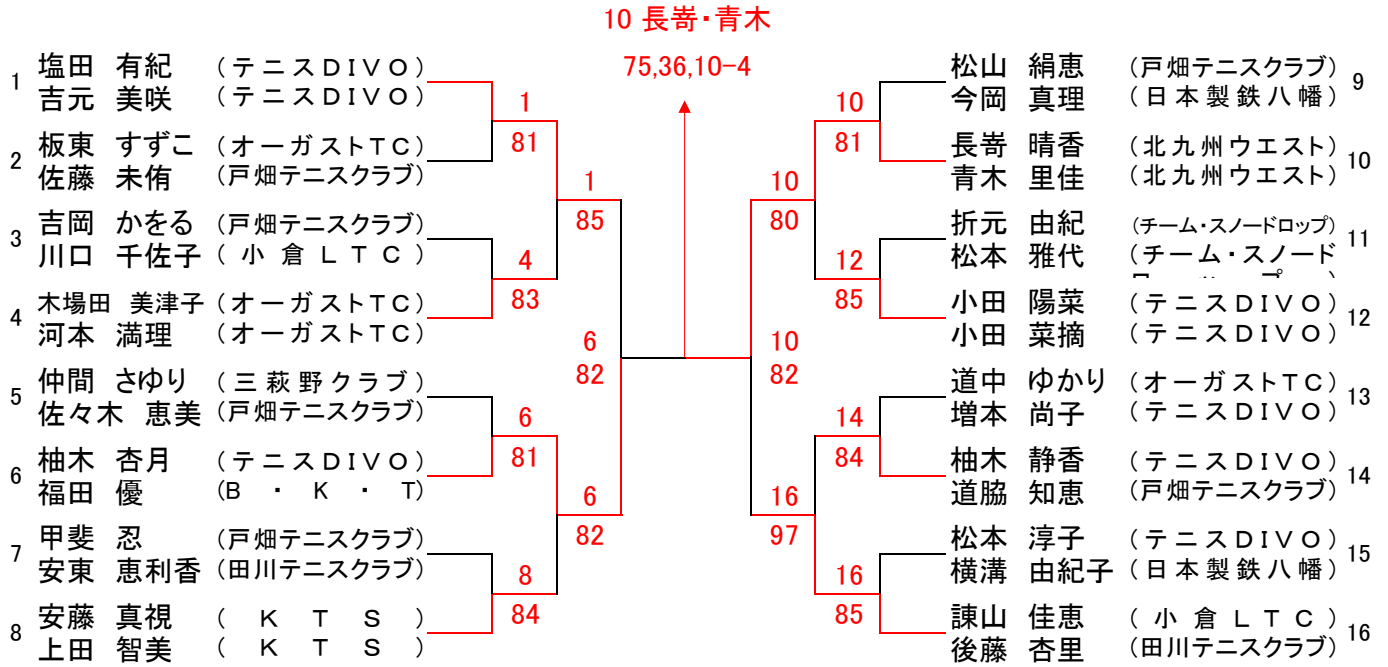 10 長嵜・青木
75,36,10-4
1
塩田 有紀 (テニスDIVO)
吉元 美咲 (テニスDIVO)
1
81
2
板東 すずこ (オーガストTC)
佐藤 未侑 (戸畑テニスクラブ)
1
85
3
吉岡 かをる (戸畑テニスクラブ)
川口 千佐子 (小倉LTC)
4
83
4
木場田 美津子 (オーガストTC)
河本 満理 (オーガストTC)
6
82
5
仲間 さゆり (三萩野クラブ)
佐々木 恵美 (戸畑テニスクラブ)
6
81
6
柚木 杏月 (テニスDIVO)
福田 優 (B・K・T)
6
82
7
甲斐 忍 (戸畑テニスクラブ)
安東 恵利香 (田川テニスクラブ)
8
84
8
安藤 真視 (KTS)
上田 智美 (KTS)
松山 絹恵 (戸畑テニスクラブ)
今岡 真理 (日本製鉄八幡)
9
10
81
長嵜 晴香 (北九州ウエスト)
青木 里佳 (北九州ウエスト)
10
10
80
折元 由紀 (チーム・スノードロップ)
松本 雅代 (チーム・スノード
11
12
85
小田 陽菜 (テニスDIVO)
小田 菜摘 (テニスDIVO)
12
10
82
道中 ゆかり (オーガストTC)
増本 尚子 (テニスDIVO)
13
14
84
柚木 静香 (テニスDIVO)
道脇 知恵 (戸畑テニスクラブ)
14
16
97
松本 淳子 (テニスDIVO)
横溝 由紀子 (日本製鉄八幡)
15
16
85
諌山 佳恵 (小倉LTC)
後藤 杏里 (田川テニスクラブ)
16